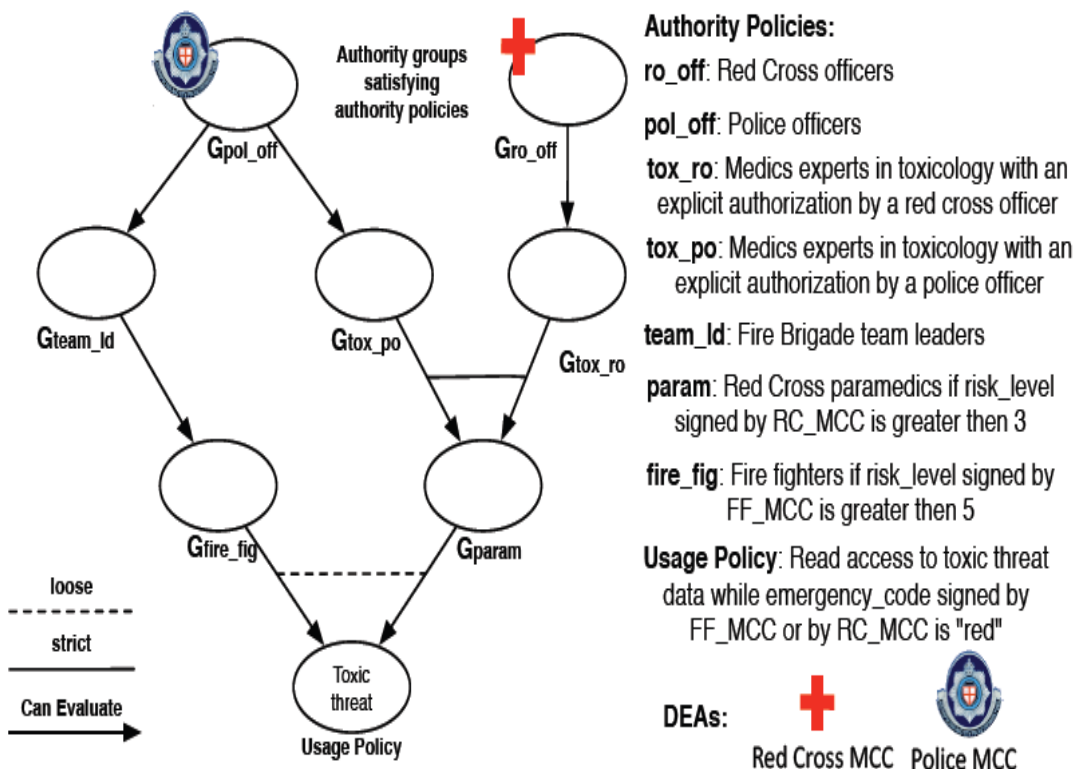 Authority groups
satisfying
authority policies
Gpol_off
Gro_off
Gteam_ld
Gtox_po
Gtox_ro
Gfire_fig
Gparam
Toxic
threat
Usage Policy
loose
strict
Can Evaluate
Authority Policies:
ro_off: Red Cross officers
pol_off: Police officers
tox_ro: Medics experts in toxicology with an
explicit authorization by a red cross officer
tox_po: Medics experts in toxicology with an
explicit authorization by a police officer
team_ld: Fire Brigade team leaders
param: Red Cross paramedics if risk_level
signed by RC_MCC is greater then 3
fire_fig: Fire fighters if risk_level signed by
FF_MCC is greater then 5
Usage Policy: Read access to toxic threat
data while emergency_code signed by
FF_MCC or by RC_MCC is "red"
DEAs:
Red Cross MCC Police MCC